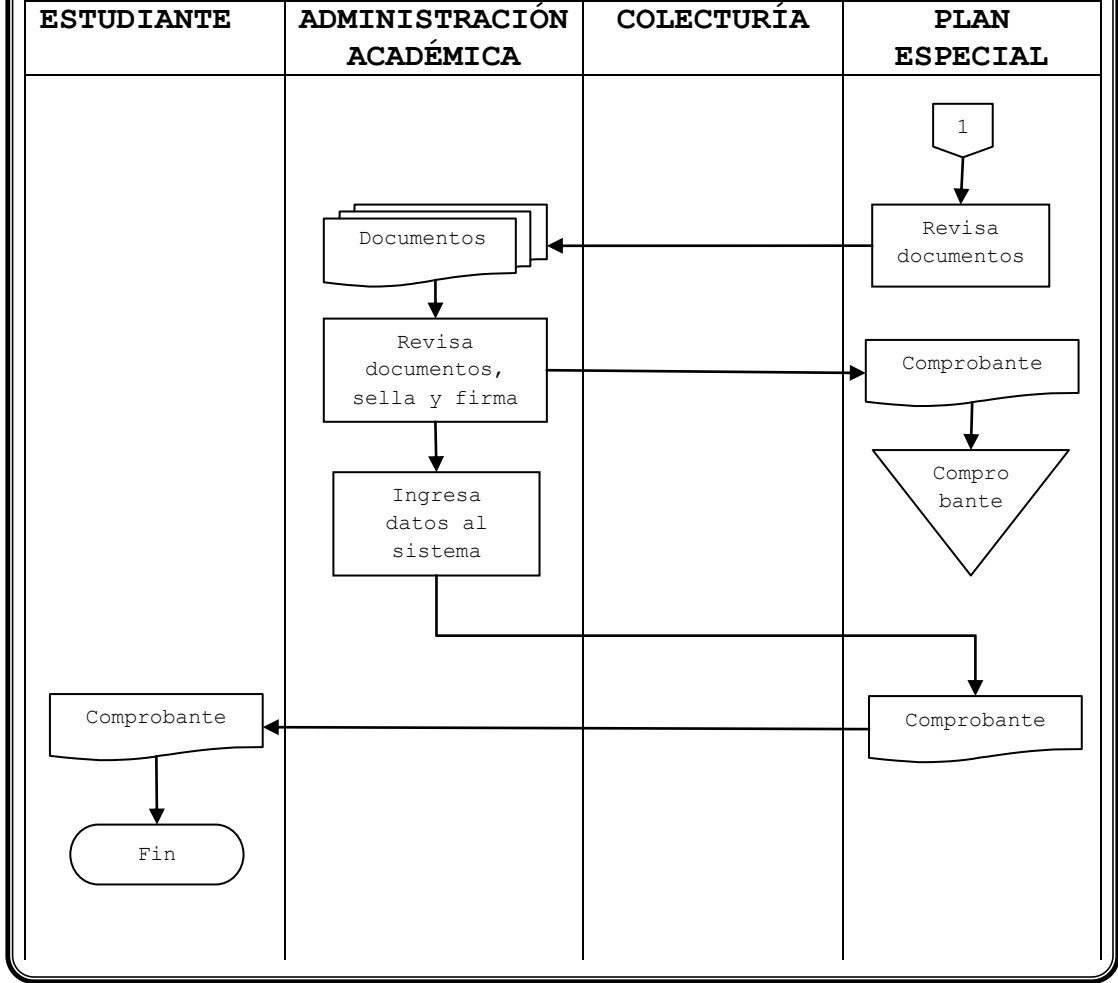 ESTUDIANTE
ADMINISTRACIÓN
ACADÉMICA
COLECTURÍA
PLAN
ESPECIAL
1
Revisa
documentos
Documentos
Revisa
documentos,
sella y firma
Comprobante
Compro
bante
Ingresa
datos al
sistema
Comprobante
Comprobante
Fin